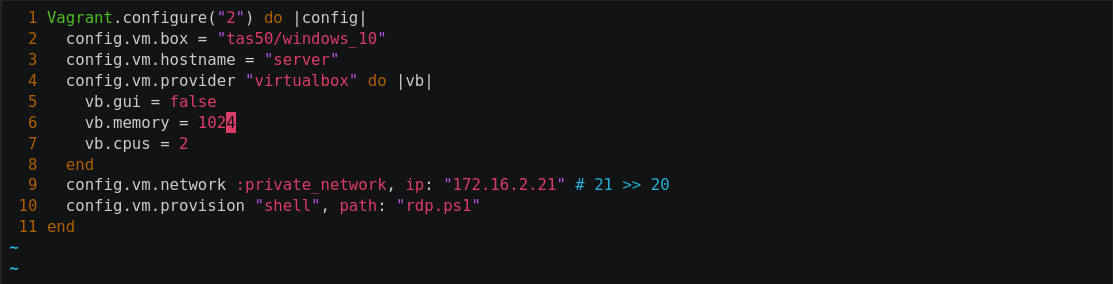 1 Vagrant.configure("2") do |config|
2   config.vm.box = "tas50/windows_10"
3   config.vm.hostname = "server"
4   config.vm.provider "virtualbox" do |vb|
5     vb.gui = false
6     vb.memory = 1024
7     vb.cpus = 2
8   end
9   config.vm.network :private_network, ip: "172.16.2.21" # 21 >> 20
10   config.vm.provision "shell", path: "rdp.ps1"
11 end
~
~